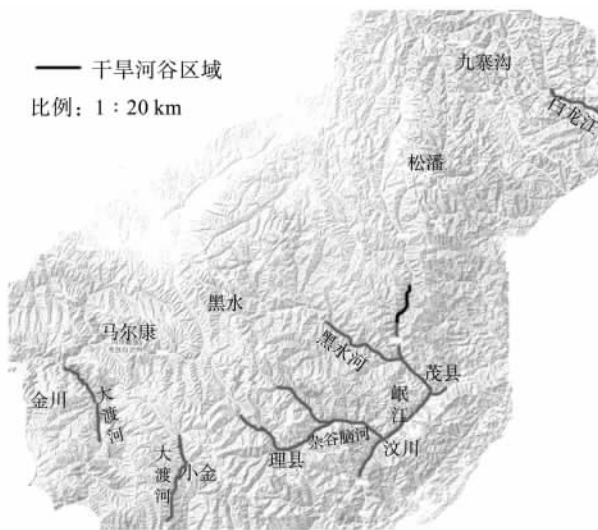 干旱河谷区域
比例：1：20 km
九寨沟
白龙江
松潘
黑水
马尔康
黑水河
茂县
金川
大渡河
岷江
大渡河
小金
理县
杂谷脑河
汶川